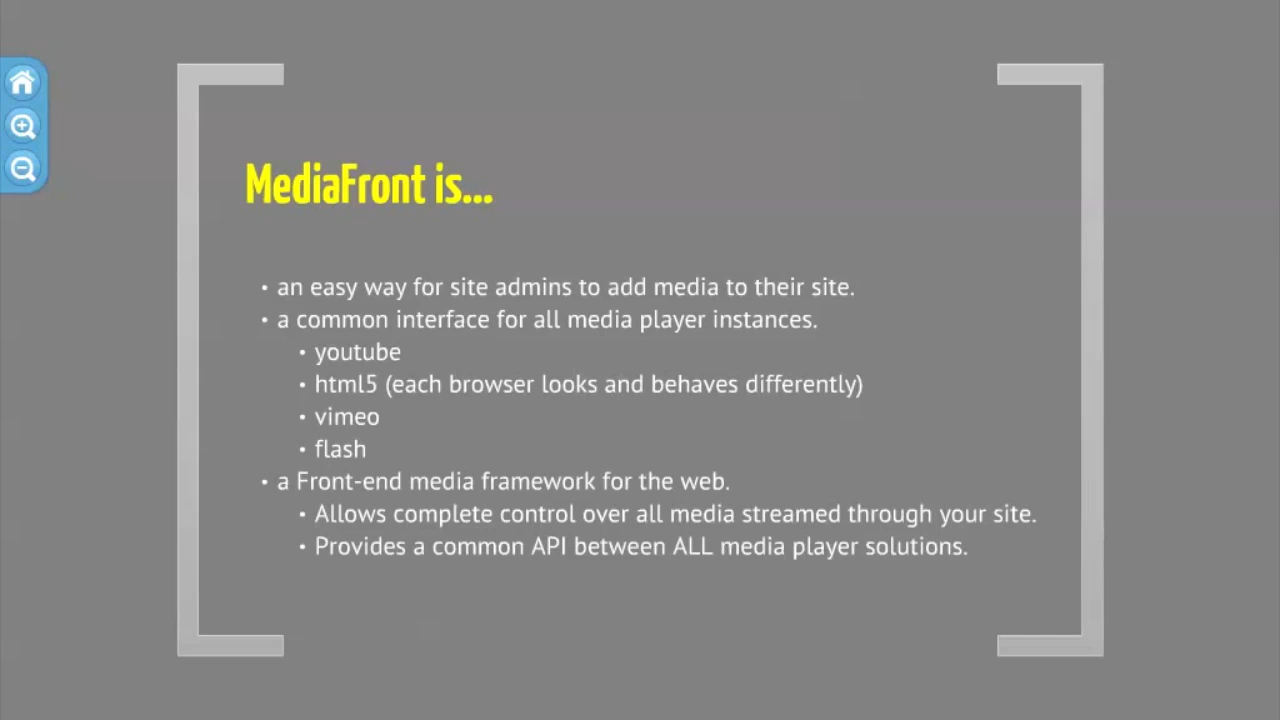 MediaFront is...
• an easy way for site admins to add media to their site.
• a common interface for all media player instances.
• youtube
• html5 (each browser looks and behaves differently)
• vimeo
• flash
• a Front-end media framework for the web.
• Allows complete control over all media streamed through your site.
• Provides a common API between ALL media player solutions.